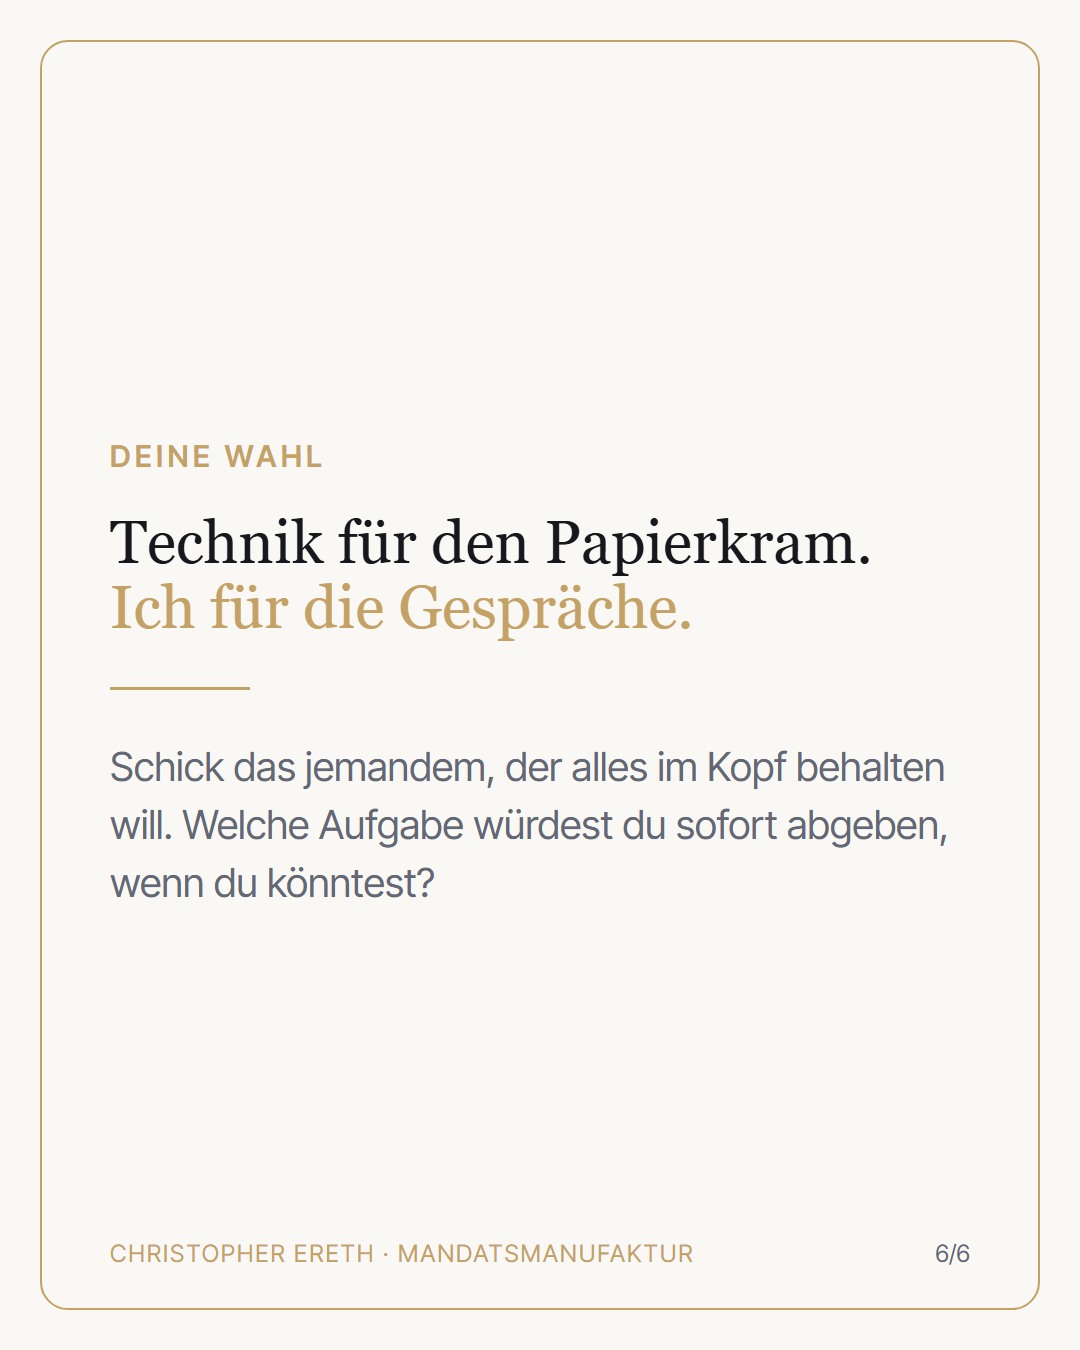 DEINE WAHL
Technik für den Papierkram.
Ich für die Gespräche.
Schick das jemandem, der alles im Kopf behalten
will. Welche Aufgabe würdest du sofort abgeben,
wenn du könntest?
CHRISTOPHER ERETH · MANDATSMANUFAKTUR
6/6